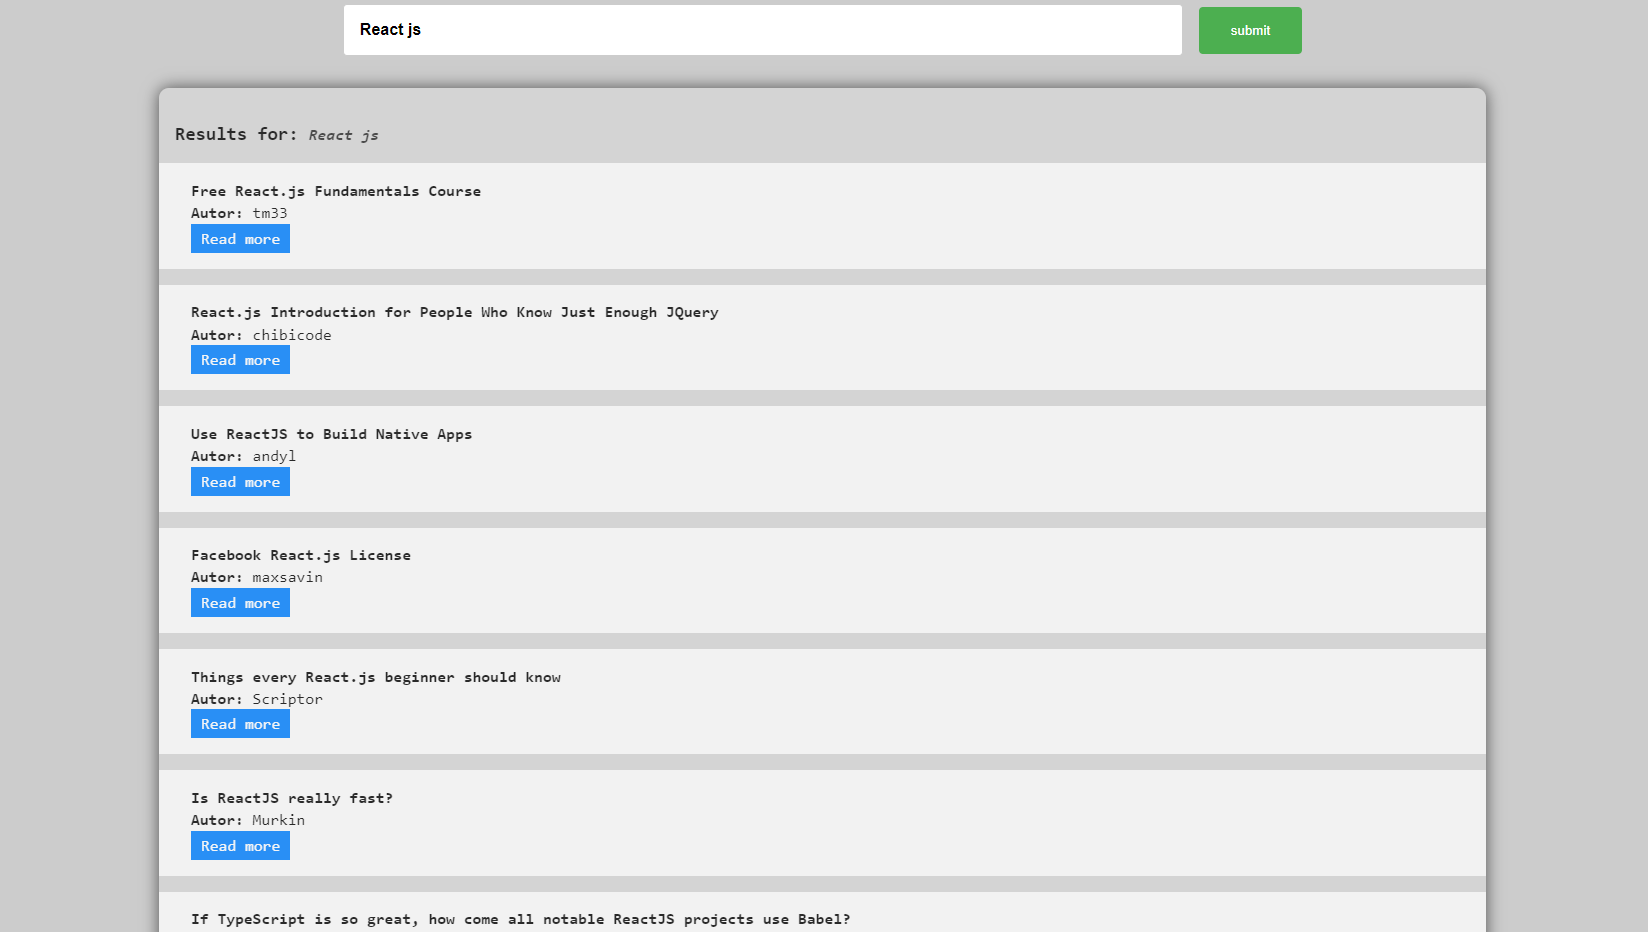 React js
submit
Results for: React js
Free React.js Fundamentals Course
Autor: tm33
Read more
React.js Introduction for People Who Know Just Enough JQuery
Autor: chibicode
Read more
Use ReactJS to Build Native Apps
Autor: andyl
Read more
Facebook React.js License
Autor: maxsavin
Read more
Things every React.js beginner should know
Autor: Scriptor
Read more
Is ReactJS really fast?
Autor: Murkin
Read more
If TypeScript is so great, how come all notable ReactJS projects use Babel?